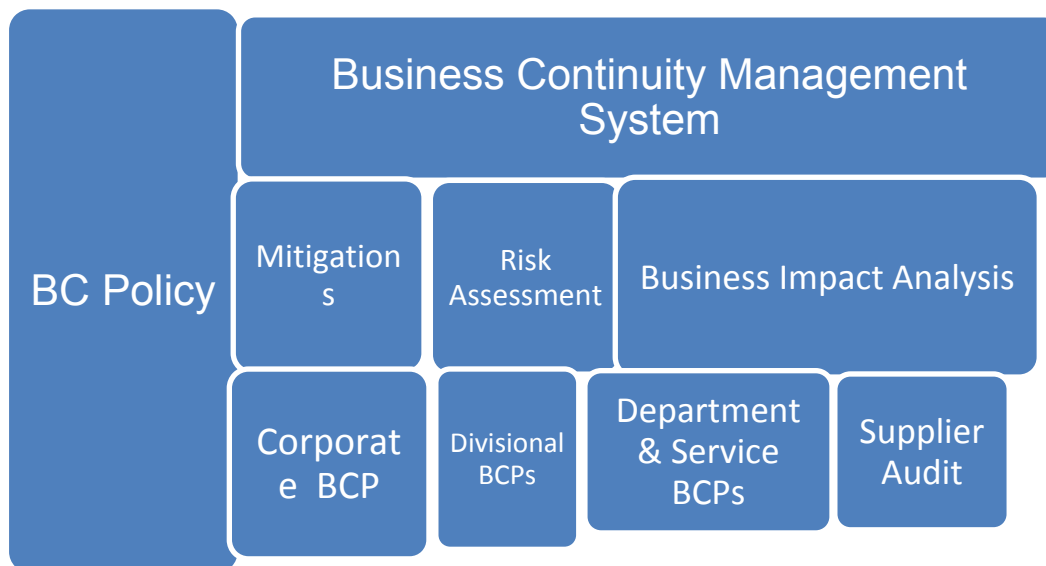 BC Policy
Business Continuity Management
System
Mitigation
s
Risk
Assessment
Business Impact Analysis
Corporat
e BCP
Divisional
BCPs
Department
& Service
BCPs
Supplier
Audit